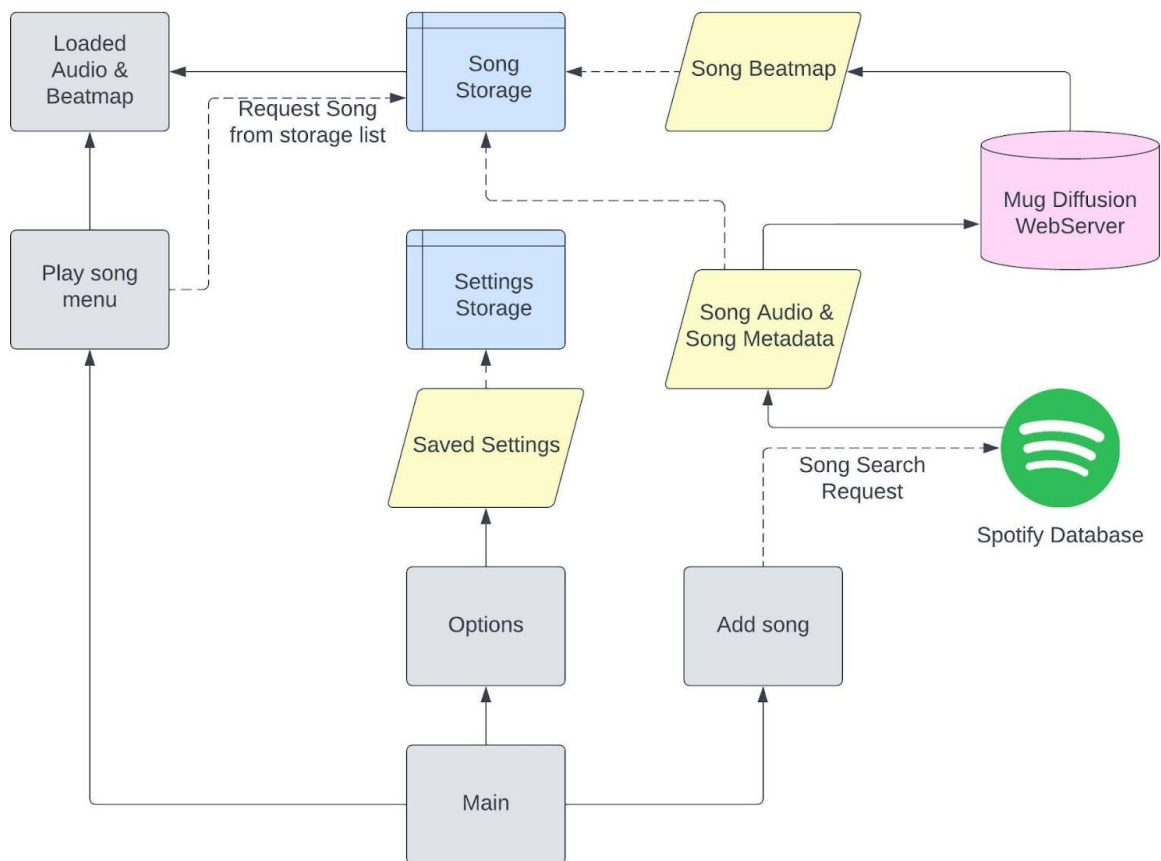 Loaded
Audio &
Beatmap
Song
Storage
Song Beatmap
Request Song
from storage list
Mug Diffusion
WebServer
Play song
menu
Settings
Storage
Song Audio &
Song Metadata
Saved Settings
Song Search
Request
Spotify Database
Options
Add song
Main